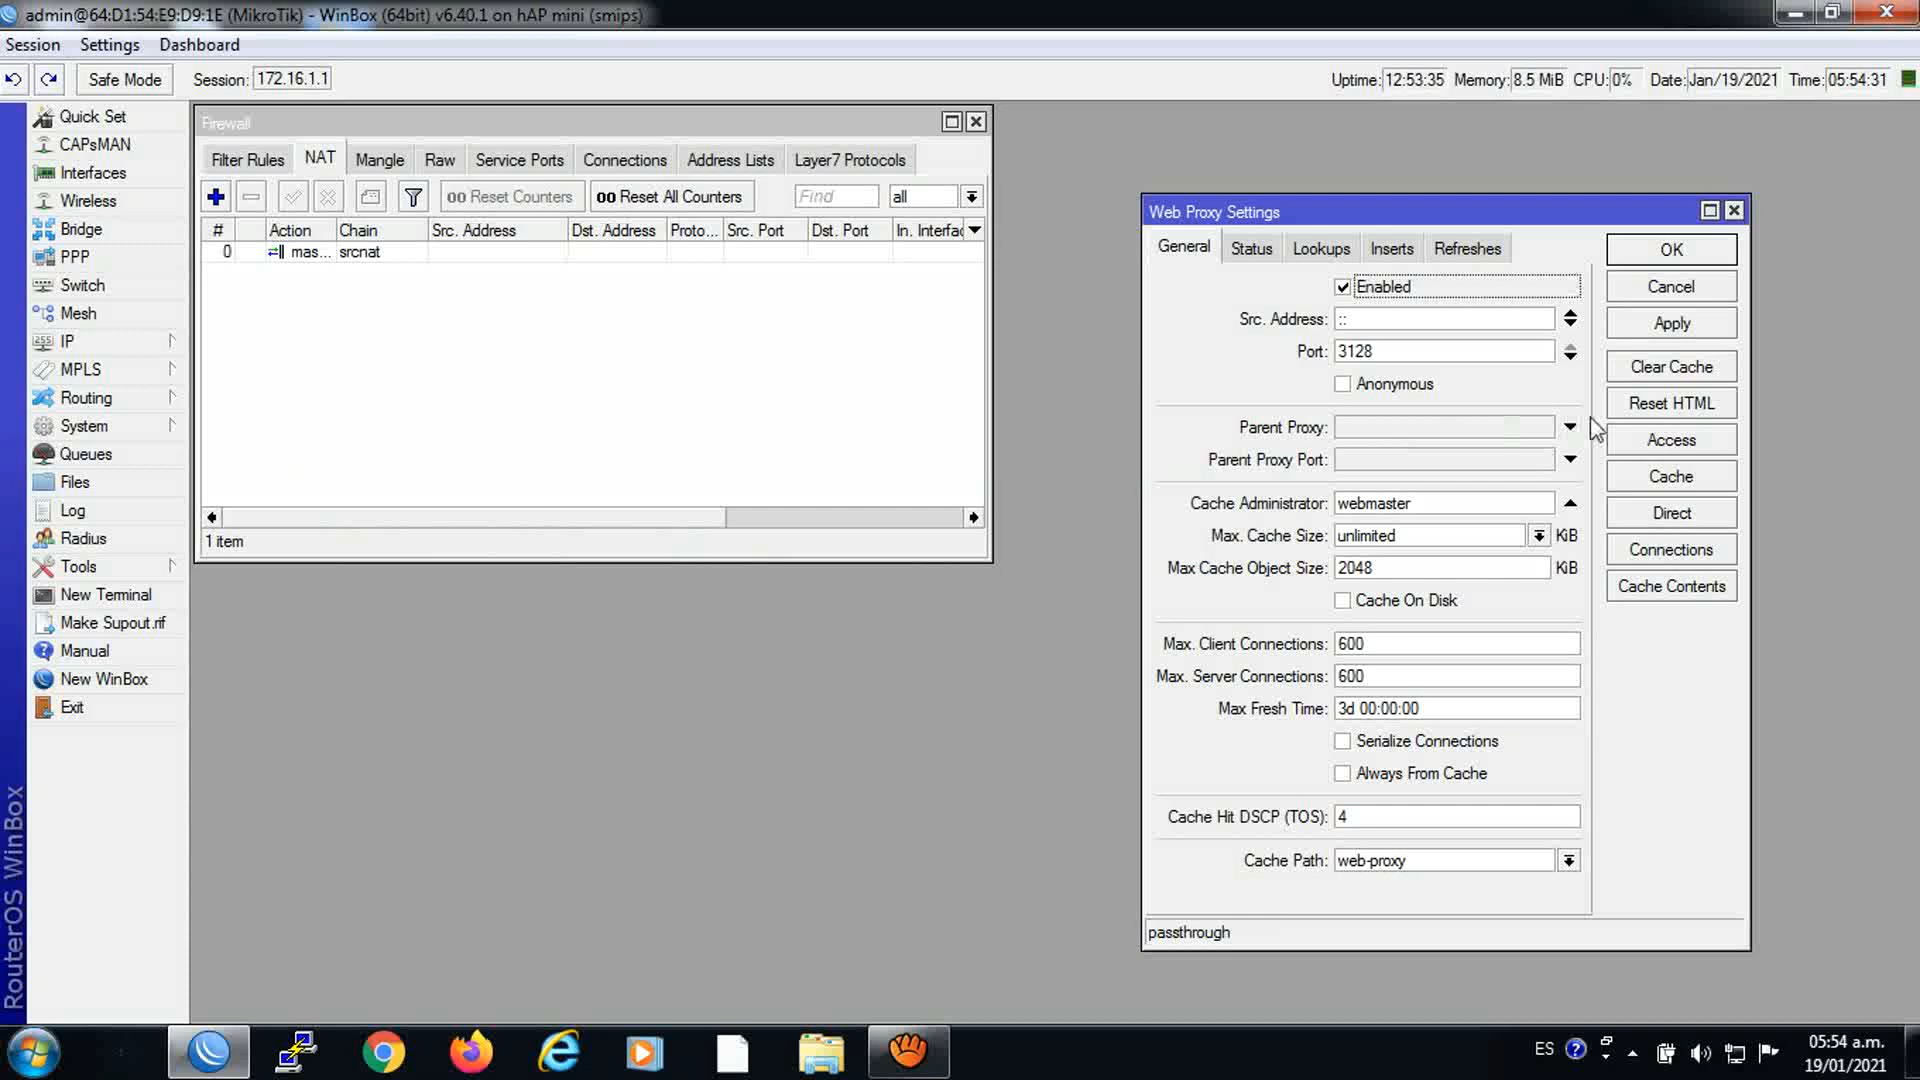 admin@64:D1:54:E9:D9:1E (MikroTik) - WinBox (64bit) v6.40.1 on hAP mini (smips)
Session Settings Dashboard
Safe Mode Session: 172.16.1.1 Uptime: 12:53:35 Memory: 8.5 MiB CPU: 0% Date: Jan/19/2021 Time: 05:54:31
Quick Set
CAPsMAN
Interfaces
Wireless
Bridge
PPP
Switch
Mesh
IP
MPLS
Routing
System
Queues
Files
Log
Radius
Tools
New Terminal
Make Supout.rif
Manual
New WinBox
Exit
RouterOS WinBox
Firewall
Filter Rules NAT Mangle Raw Service Ports Connections Address Lists Layer7 Protocols
00 Reset Counters 00 Reset All Counters Find all
# Action Chain Src. Address Dst. Address Proto... Src. Port Dst. Port In. Interfac
0 mas... srcnat
1 item
Web Proxy Settings
General Status Lookups Inserts Refreshes
Enabled
Src. Address: ::
Port: 3128
Anonymous
Parent Proxy:
Parent Proxy Port:
Cache Administrator: webmaster
Max. Cache Size: unlimited KiB
Max Cache Object Size: 2048 KiB
Cache On Disk
Max. Client Connections: 600
Max. Server Connections: 600
Max Fresh Time: 3d 00:00:00
Serialize Connections
Always From Cache
Cache Hit DSCP (TOS): 4
Cache Path: web-proxy
passthrough
OK
Cancel
Apply
Clear Cache
Reset HTML
Access
Cache
Direct
Connections
Cache Contents
ES
05:54 a.m.
19/01/2021